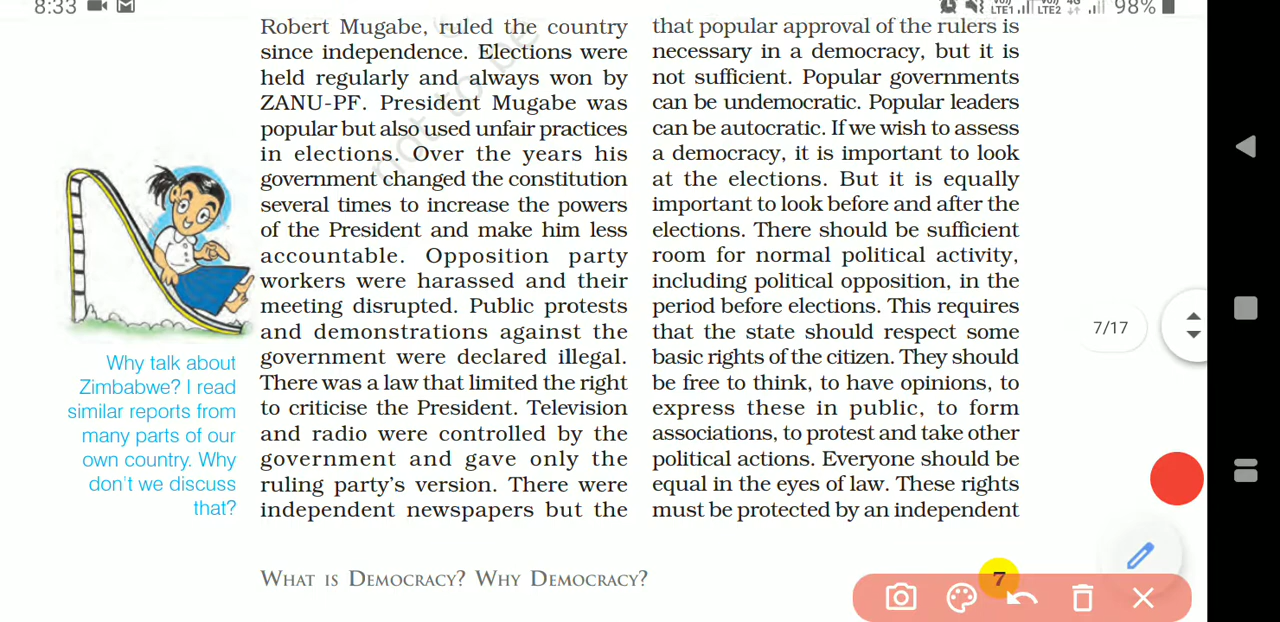 8:33
LTE1
LTE2
4G
98%
Robert Mugabe, ruled the country
since independence. Elections were
held regularly and always won by
ZANU-PF. President Mugabe was
popular but also used unfair practices
in elections. Over the years his
government changed the constitution
several times to increase the powers
of the President and make him less
accountable. Opposition party
workers were harassed and their
meeting disrupted. Public protests
and demonstrations against the
government were declared illegal.
There was a law that limited the right
to criticise the President. Television
and radio were controlled by the
government and gave only the
ruling party's version. There were
independent newspapers but the
that popular approval of the rulers is
necessary in a democracy, but it is
not sufficient. Popular governments
can be undemocratic. Popular leaders
can be autocratic. If we wish to assess
a democracy, it is important to look
at the elections. But it is equally
important to look before and after the
elections. There should be sufficient
room for normal political activity,
including political opposition, in the
period before elections. This requires
that the state should respect some
basic rights of the citizen. They should
be free to think, to have opinions, to
express these in public, to form
associations, to protest and take other
political actions. Everyone should be
equal in the eyes of law. These rights
must be protected by an independent
Why talk about
Zimbabwe? I read
similar reports from
many parts of our
own country. Why
don't we discuss
that?
not to be
7/17
What is Democracy? Why Democracy?
7